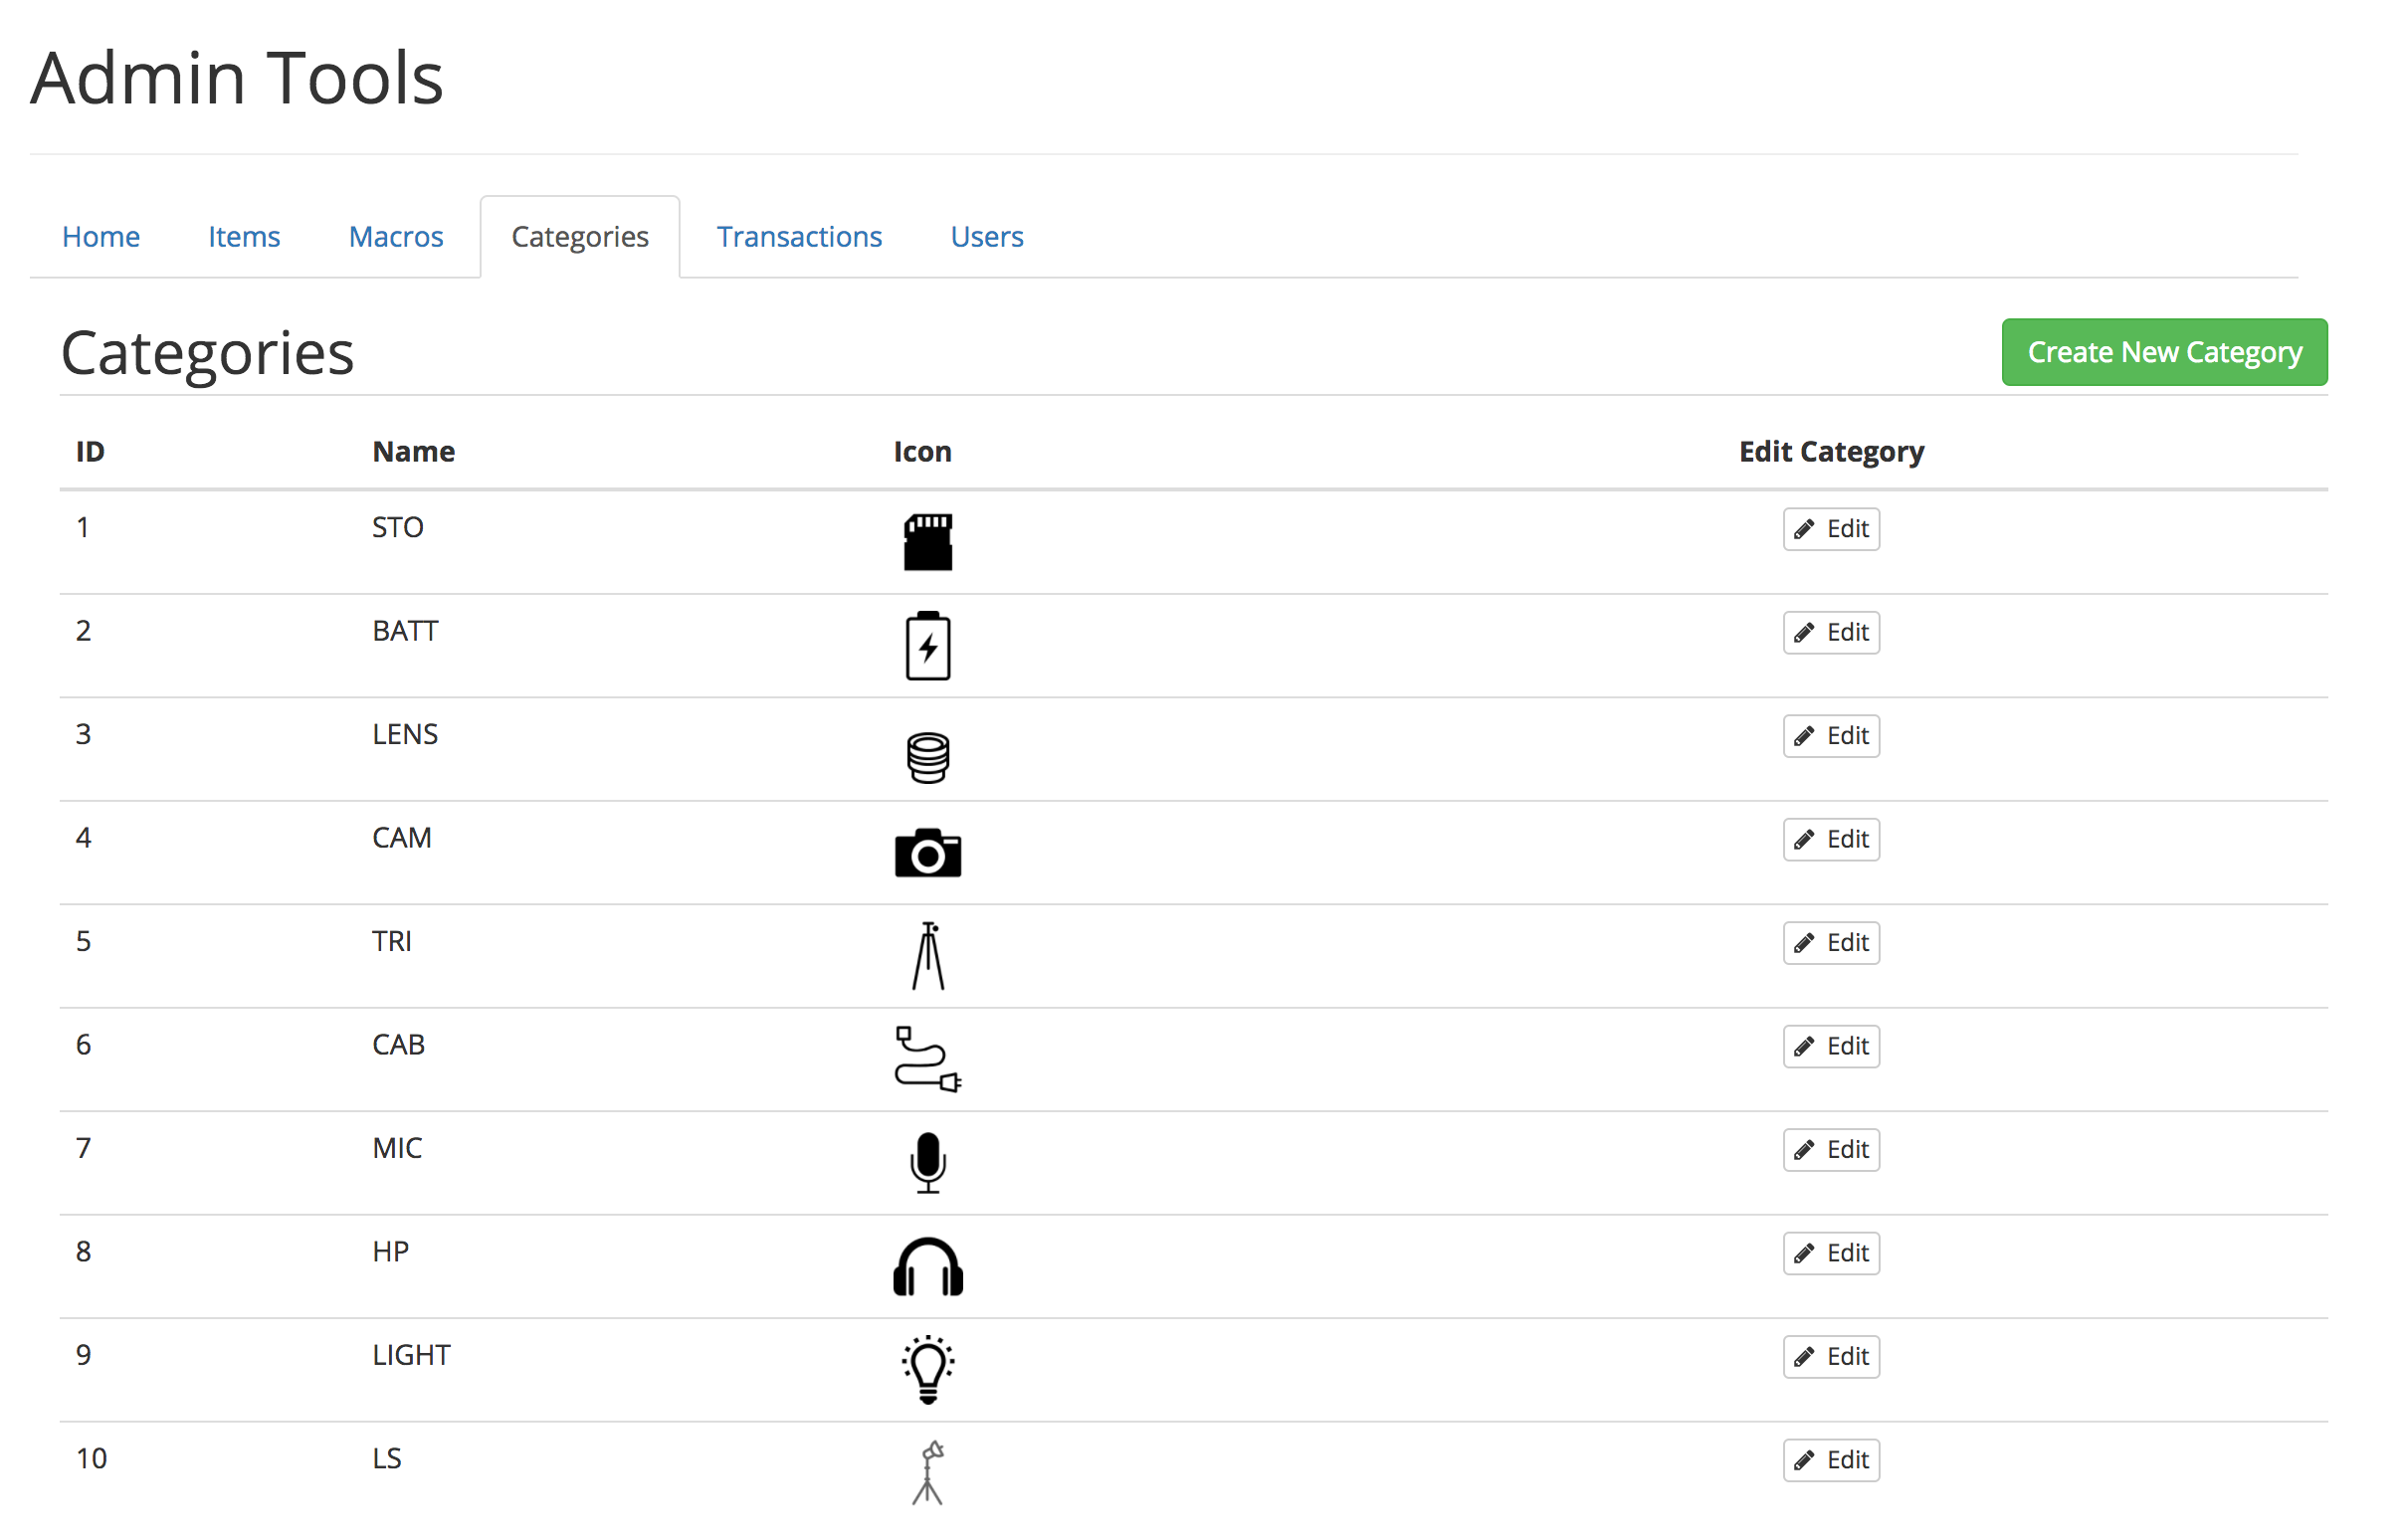 Admin Tools
Home Items Macros Categories Transactions Users
Categories Create New Category
ID Name Icon Edit Category
1 STO Edit
2 BATT Edit
3 LENS Edit
4 CAM Edit
5 TRI Edit
6 CAB Edit
7 MIC Edit
8 HP Edit
9 LIGHT Edit
10 LS Edit